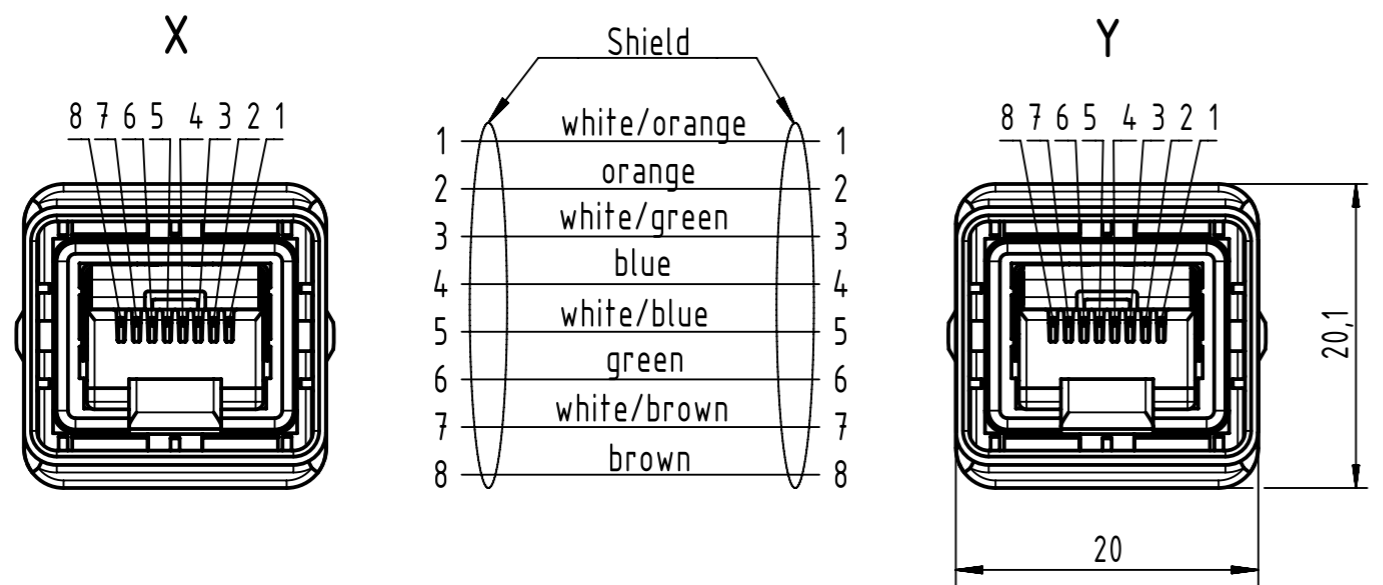 X
Shield
Y
8 7 6 5 4 3 2 1
8 7 6 5 4 3 2 1
1 white/orange 1
2 orange 2
3 white/green 3
4 blue 4
5 white/blue 5
6 green 6
7 white/brown 7
8 brown 8
20,1
20